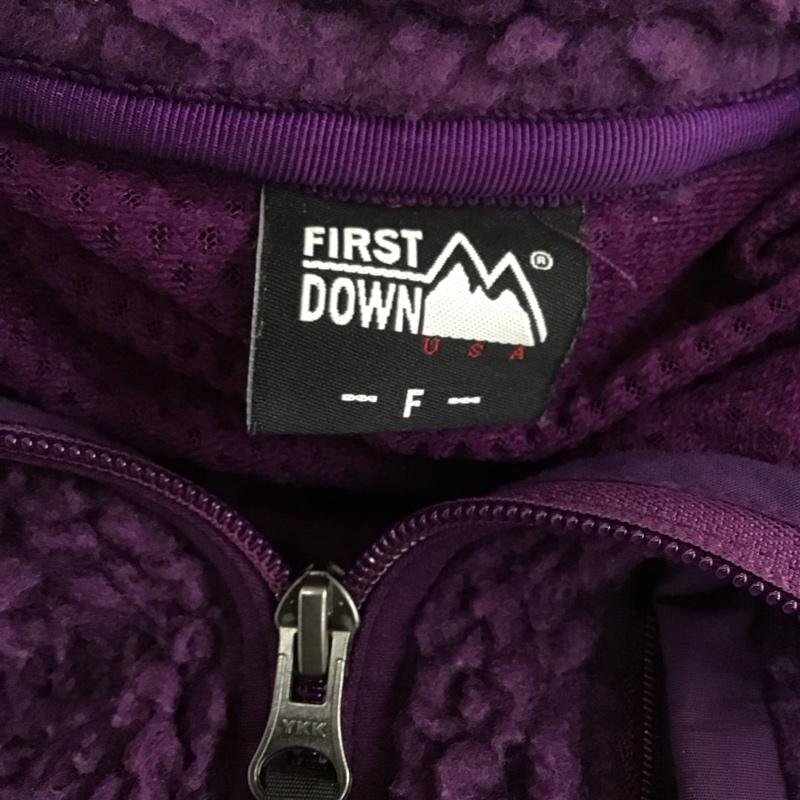 FIRST
DOWN
®
USA
— F —
YKK